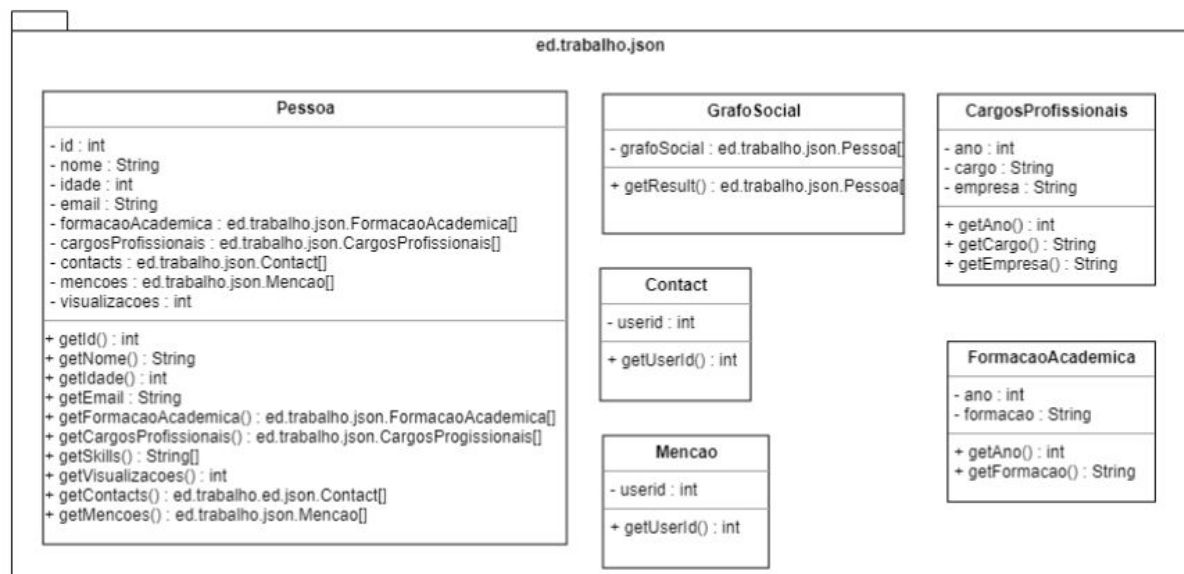 ed.trabalho.json
Pessoa
- id : int
- nome : String
- idade : int
- email : String
- formacaoAcademica : ed.trabalho.json.FormacaoAcademica[]
- cargosProfissionais : ed.trabalho.json.CargosProfissionais[]
- contacts : ed.trabalho.json.Contact[]
- mencoes : ed.trabalho.json.Mencao[]
- visualizacoes : int
+ getId() : int
+ getNome() : String
+ getIdade() : int
+ getEmail : String
+ getFormacaoAcademica() : ed.trabalho.json.FormacaoAcademica[]
+ getCargosProfissionais() : ed.trabalho.json.CargosProgissionais[]
+ getSkills() : String[]
+ getVisualizacoes() : int
+ getContacts() : ed.trabalho.ed.json.Contact[]
+ getMencoes() : ed.trabalho.json.Mencao[]
GrafoSocial
- grafoSocial : ed.trabalho.json.Pessoa[]
+ getResult() : ed.trabalho.json.Pessoa[
Contact
- userid : int
+ getUserId() : int
Mencao
- userid : int
+ getUserId() : int
CargosProfissionais
- ano : int
- cargo : String
- empresa : String
+ getAno() : int
+ getCargo() : String
+ getEmpresa() : String
FormacaoAcademica
- ano : int
- formacao : String
+ getAno() : int
+ getFormacao() : String